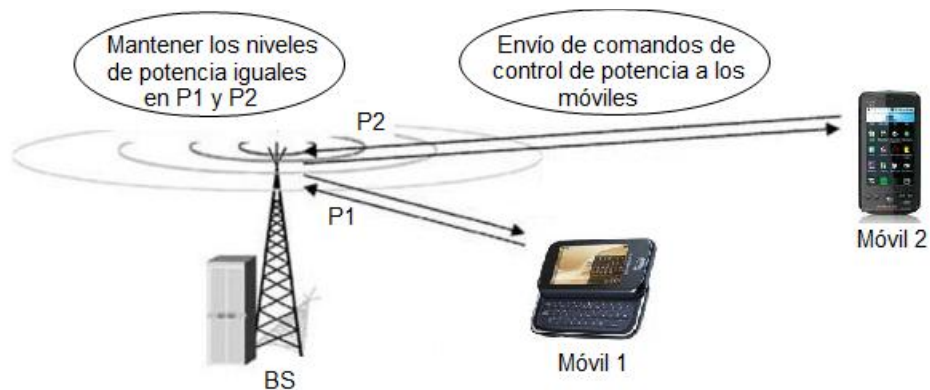 Mantener los niveles
de potencia iguales
en P1 y P2
Envío de comandos de
control de potencia a los
móviles
P2
P1
Móvil 2
Móvil 1
BS